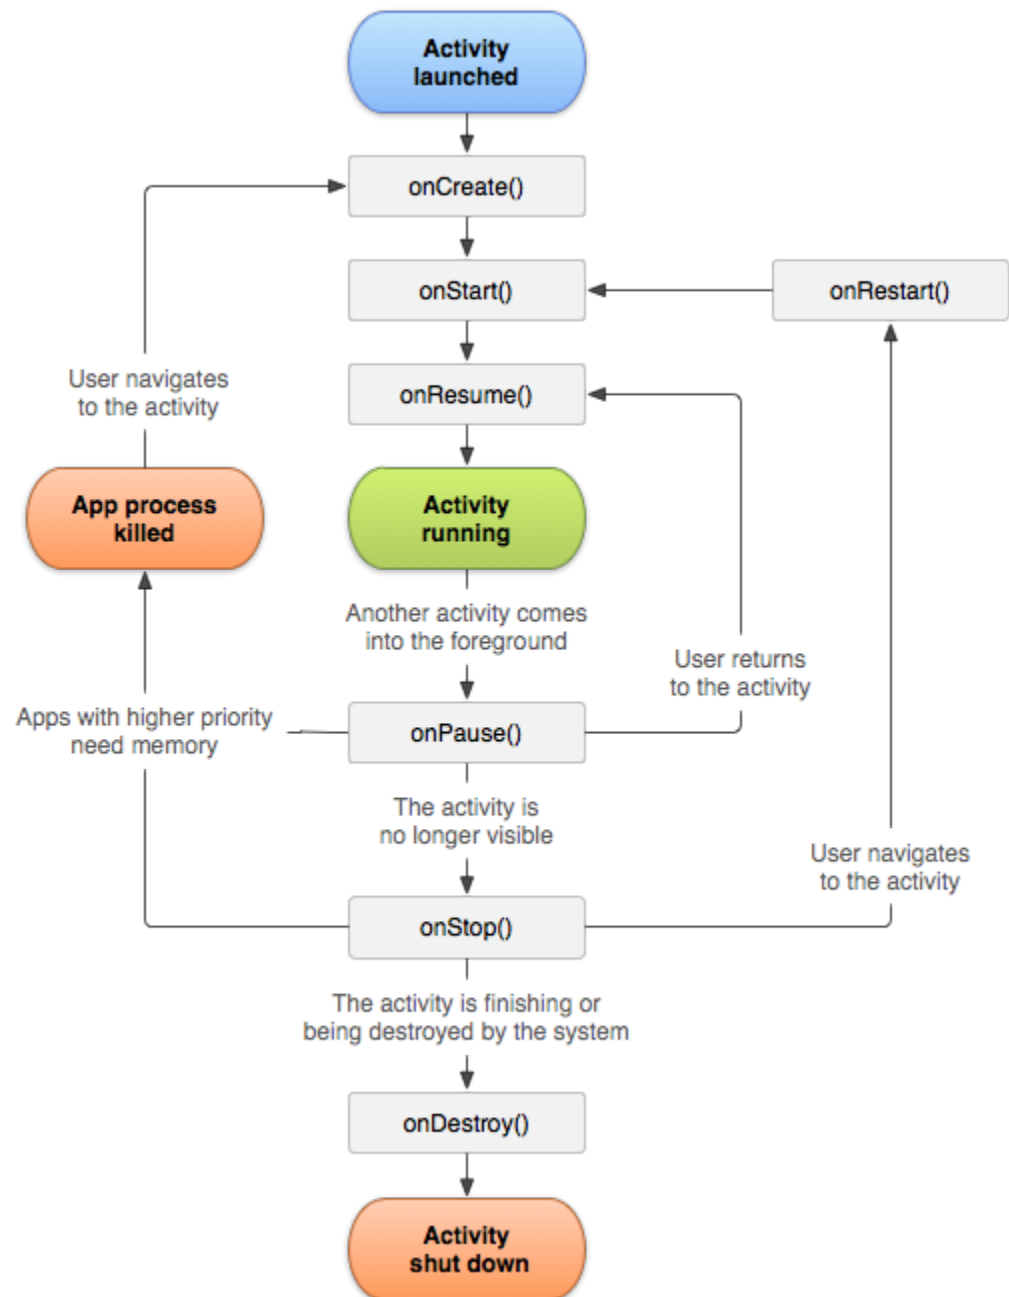 Activity
launched
onCreate()
onStart()
onRestart()
User navigates
to the activity
onResume()
App process
killed
Activity
running
Another activity comes
into the foreground
User returns
to the activity
Apps with higher priority
need memory
onPause()
The activity is
no longer visible
User navigates
to the activity
onStop()
The activity is finishing or
being destroyed by the system
onDestroy()
Activity
shut down